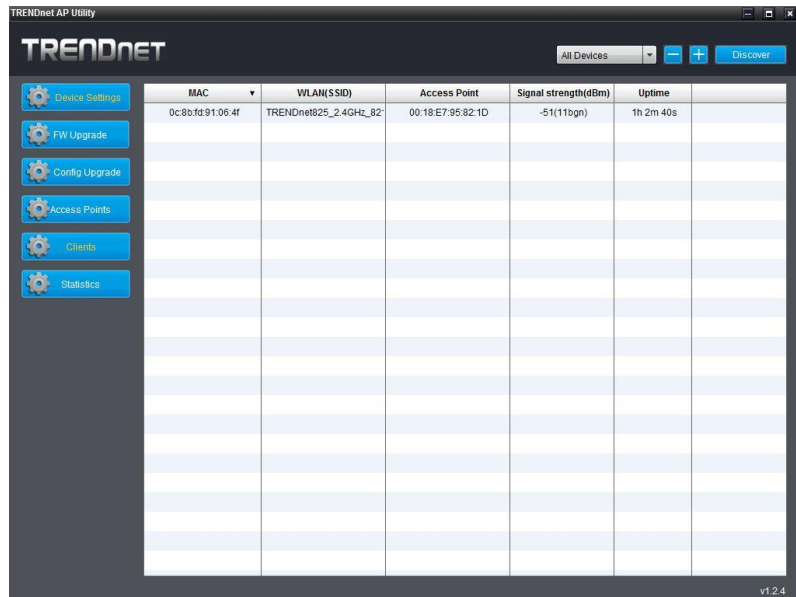 TRENDnet AP Utility
TRENDNET
All Devices
Discover
Device Settings
FW Upgrade
Config Upgrade
Access Points
Clients
Statistics
MAC WLAN(SSID) Access Point Signal strength(dBm) Uptime
0c:8b:fd:91:06:4f TRENDnet825_2.4GHz_82 00:18:E7:95:82:1D -51(11bgn) 1h 2m 40s
v1.2.4